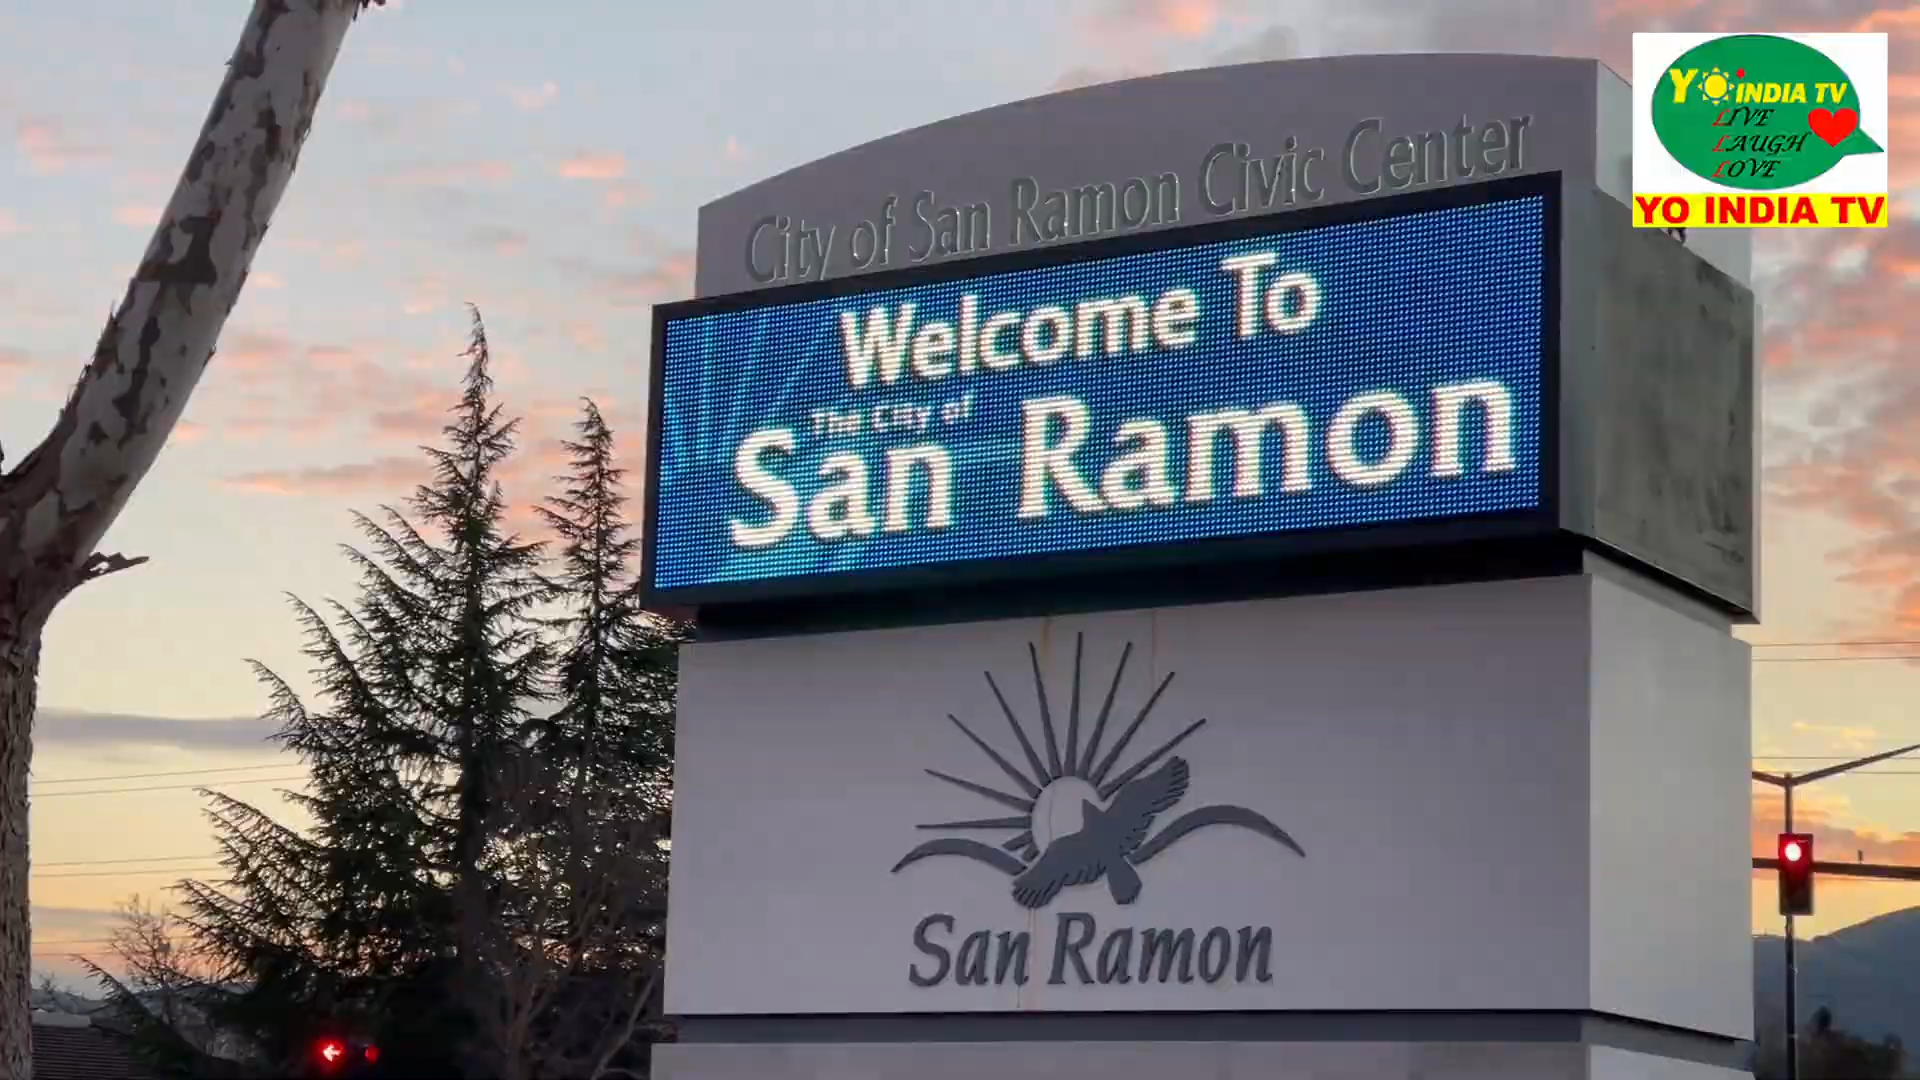 City of San Ramon Civic Center
Welcome To
The City of
San Ramon
San Ramon
YO INDIA TV
LIVE
LAUGH
LOVE
YO INDIA TV